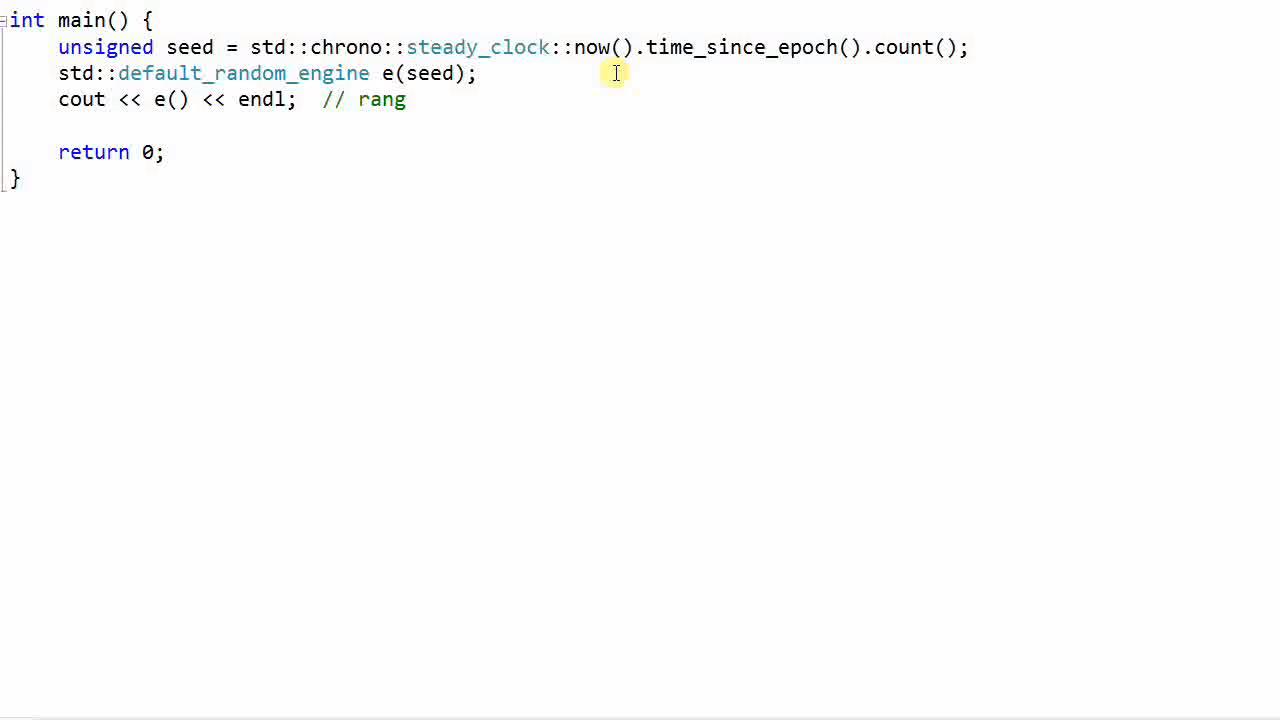 int main() {
    unsigned seed = std::chrono::steady_clock::now().time_since_epoch().count();
    std::default_random_engine e(seed);
    cout << e() << endl;  // rang
    return 0;
}